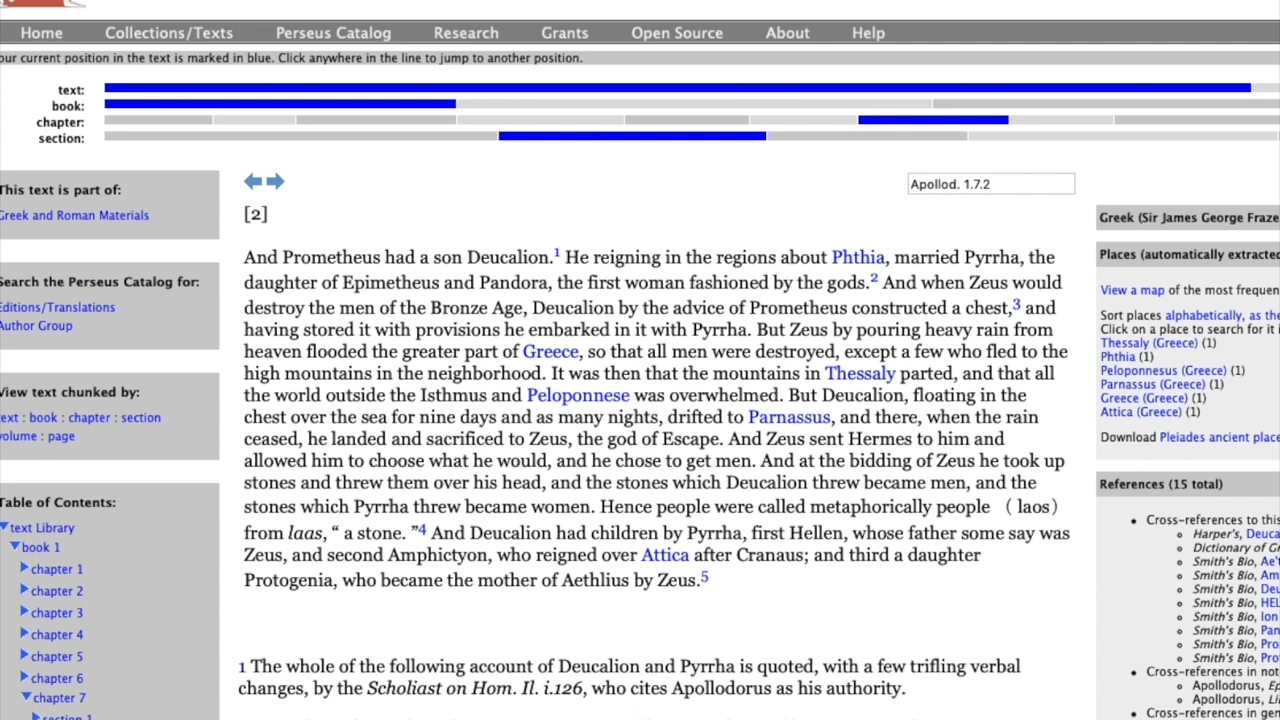 Home Collections/Texts Perseus Catalog Research Grants Open Source About Help
our current position in the text is marked in blue. Click anywhere in the line to jump to another position.
text:
book:
chapter:
section:
This text is part of:
Greek and Roman Materials
Search the Perseus Catalog for:
Editions/Translations
Author Group
View text chunked by:
text : book : chapter : section
volume : page
Table of Contents:
text Library
book 1
chapter 1
chapter 2
chapter 3
chapter 4
chapter 5
chapter 6
chapter 7
section 1
Apollod. 1.7.2
[2]
And Prometheus had a son Deucalion.1 He reigning in the regions about Phthia, married Pyrrha, the
daughter of Epimetheus and Pandora, the first woman fashioned by the gods.2 And when Zeus would
destroy the men of the Bronze Age, Deucalion by the advice of Prometheus constructed a chest,3 and
having stored it with provisions he embarked in it with Pyrrha. But Zeus by pouring heavy rain from
heaven flooded the greater part of Greece, so that all men were destroyed, except a few who fled to the
high mountains in the neighborhood. It was then that the mountains in Thessaly parted, and that all
the world outside the Isthmus and Peloponnese was overwhelmed. But Deucalion, floating in the
chest over the sea for nine days and as many nights, drifted to Parnassus, and there, when the rain
ceased, he landed and sacrificed to Zeus, the god of Escape. And Zeus sent Hermes to him and
allowed him to choose what he would, and he chose to get men. And at the bidding of Zeus he took up
stones and threw them over his head, and the stones which Deucalion threw became men, and the
stones which Pyrrha threw became women. Hence people were called metaphorically people ( laos)
from laas, “ a stone. ”4 And Deucalion had children by Pyrrha, first Hellen, whose father some say was
Zeus, and second Amphictyon, who reigned over Attica after Cranaus; and third a daughter
Protogenia, who became the mother of Aethlius by Zeus.5
1 The whole of the following account of Deucalion and Pyrrha is quoted, with a few trifling verbal
changes, by the Scholiast on Hom. Il. i.126, who cites Apollodorus as his authority.
Greek (Sir James George Fraze
Places (automatically extracted
View a map of the most frequen
Sort places alphabetically, as the
Click on a place to search for it i
Thessaly (Greece) (1)
Phthia (1)
Peloponnesus (Greece) (1)
Parnassus (Greece) (1)
Greece (Greece) (1)
Attica (Greece) (1)
Download Pleiades ancient place
References (15 total)
Cross-references to this
Harper's, Deuca
Dictionary of Gr
Smith's Bio, Ae't
Smith's Bio, Am
Smith's Bio, Deu
Smith's Bio, HEL
Smith's Bio, Ion
Smith's Bio, Pan
Smith's Bio, Pro
Smith's Bio, Prot
Cross-references in not
Apollodorus, Ep
Apollodorus, Lib
Cross-references in gen